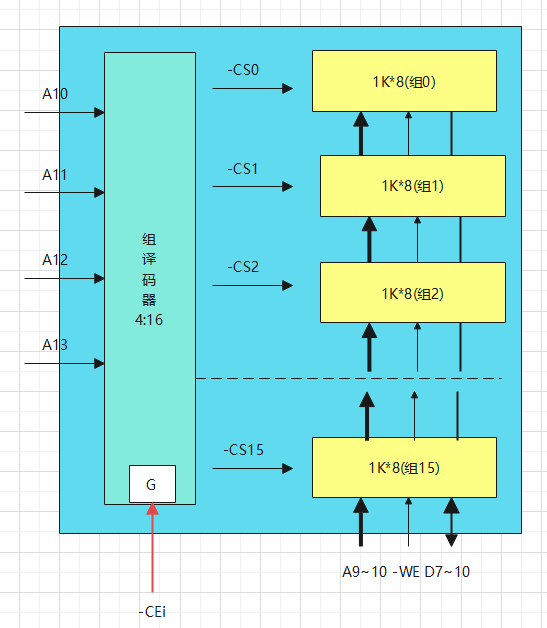 -CS0
1K*8(组0)
A10
-CS1
A11
1K*8(组1)
组
译
码
器
4:16
A12
-CS2
1K*8(组2)
A13
-CS15
1K*8(组15)
G
A9~10 -WE D7~10
-CEi